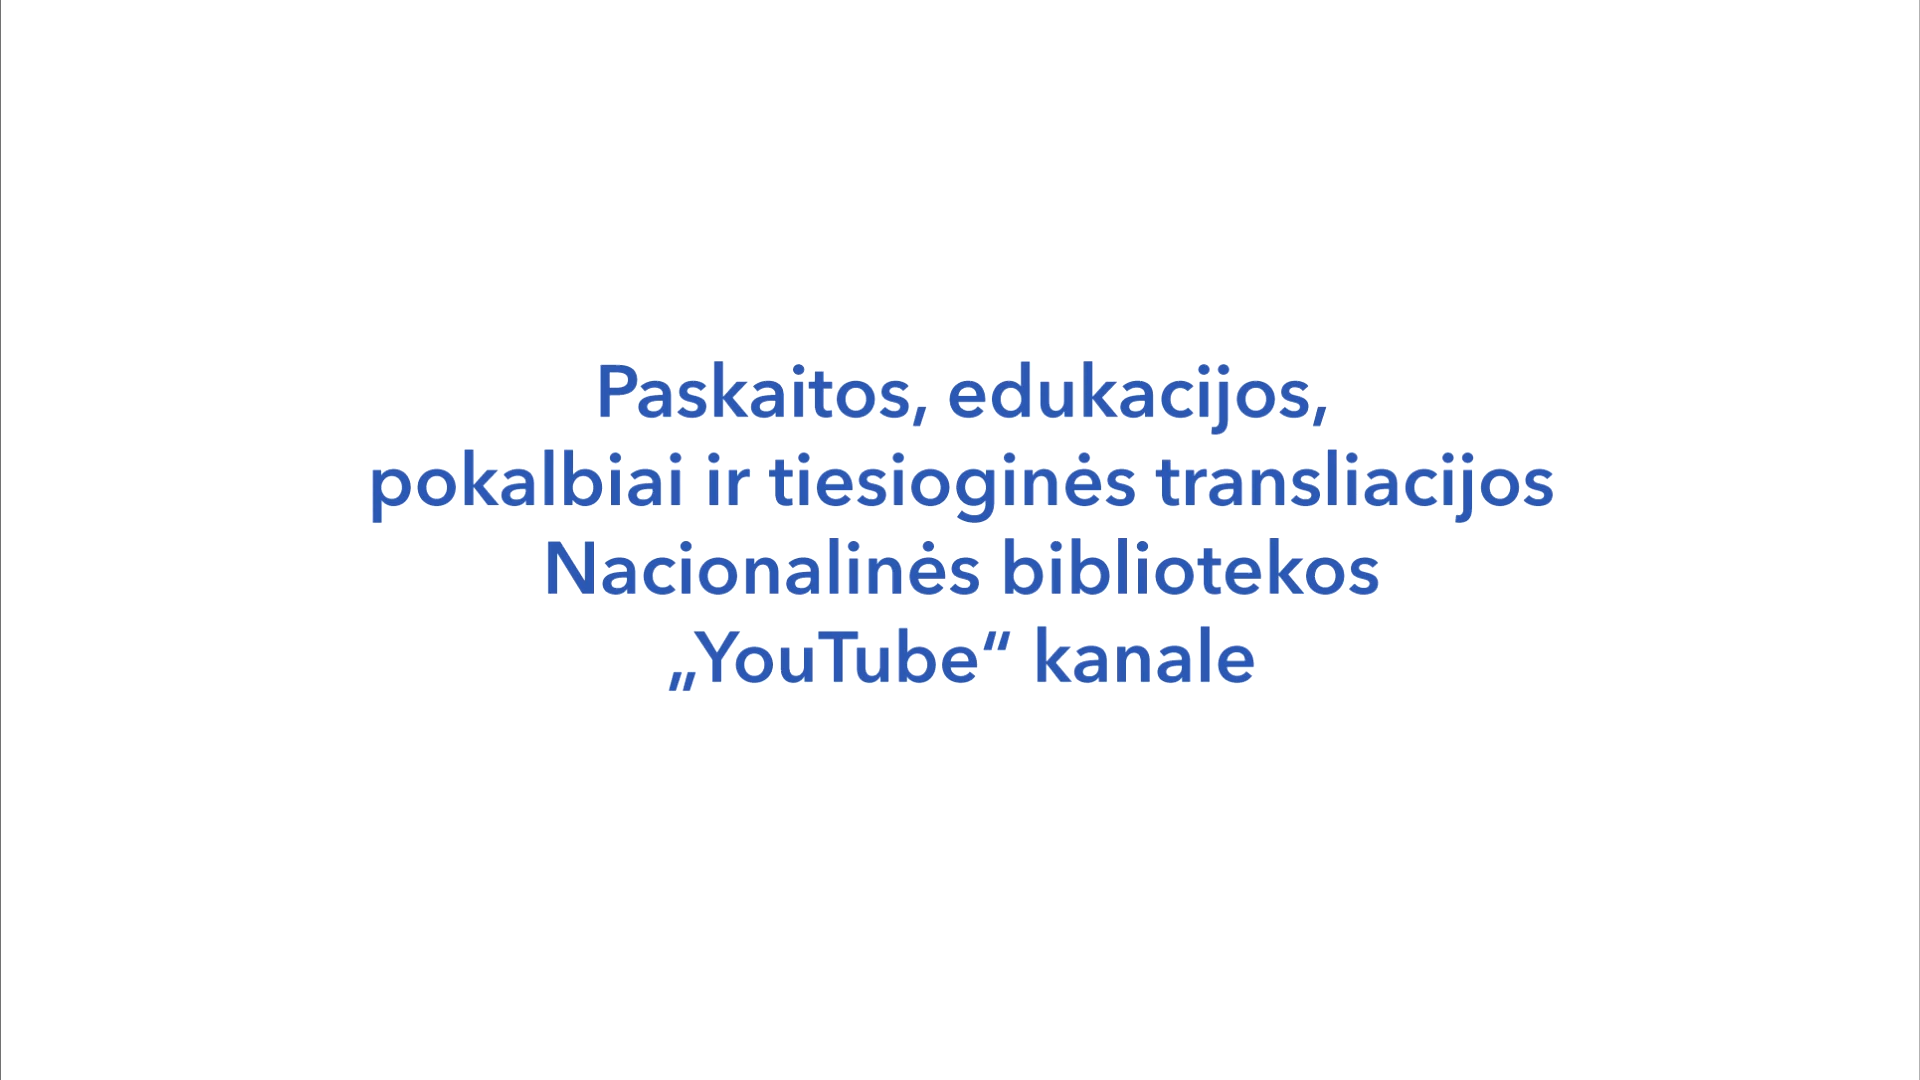 Paskaitos, edukacijos,
pokalbiai ir tiesioginės transliacijos
Nacionalinės bibliotekos
„YouTube“ kanale